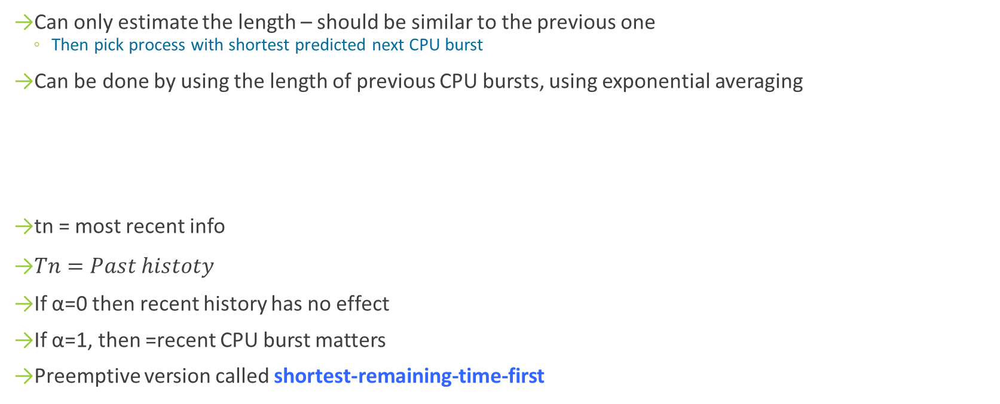 →Can only estimate the length – should be similar to the previous one
◦ Then pick process with shortest predicted next CPU burst
→Can be done by using the length of previous CPU bursts, using exponential averaging
→tn = most recent info
→Tn = Past histoty
→If α=0 then recent history has no effect
→If α=1, then =recent CPU burst matters
→Preemptive version called shortest-remaining-time-first